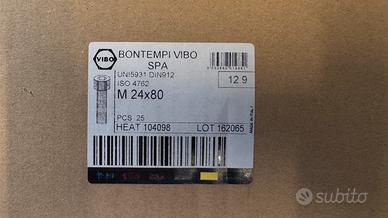 VIBO
BONTEMPI VIBO
SPA
UNI5931 DIN912
ISO 4762
12.9
M 24x80
PCS 25
HEAT 104098 LOT 162065
MADE IN ITALY
subito